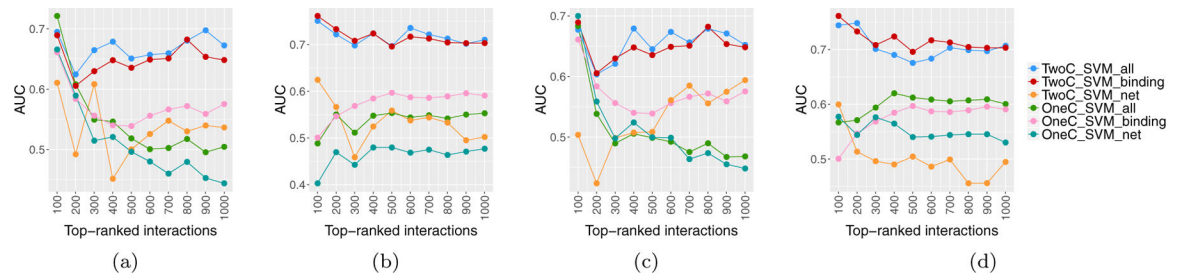 AUC
0.7
0.6
0.5
100
200
300
400
500
600
700
800
900
1000
Top-ranked interactions
(a)
AUC
0.7
0.6
0.5
0.4
100
200
300
400
500
600
700
800
900
1000
Top-ranked interactions
(b)
AUC
0.7
0.6
0.5
100
200
300
400
500
600
700
800
900
1000
Top-ranked interactions
(c)
AUC
0.7
0.6
0.5
100
200
300
400
500
600
700
800
900
1000
Top-ranked interactions
(d)
TwoC_SVM_all
TwoC_SVM_binding
TwoC_SVM_net
OneC_SVM_all
OneC_SVM_binding
OneC_SVM_net